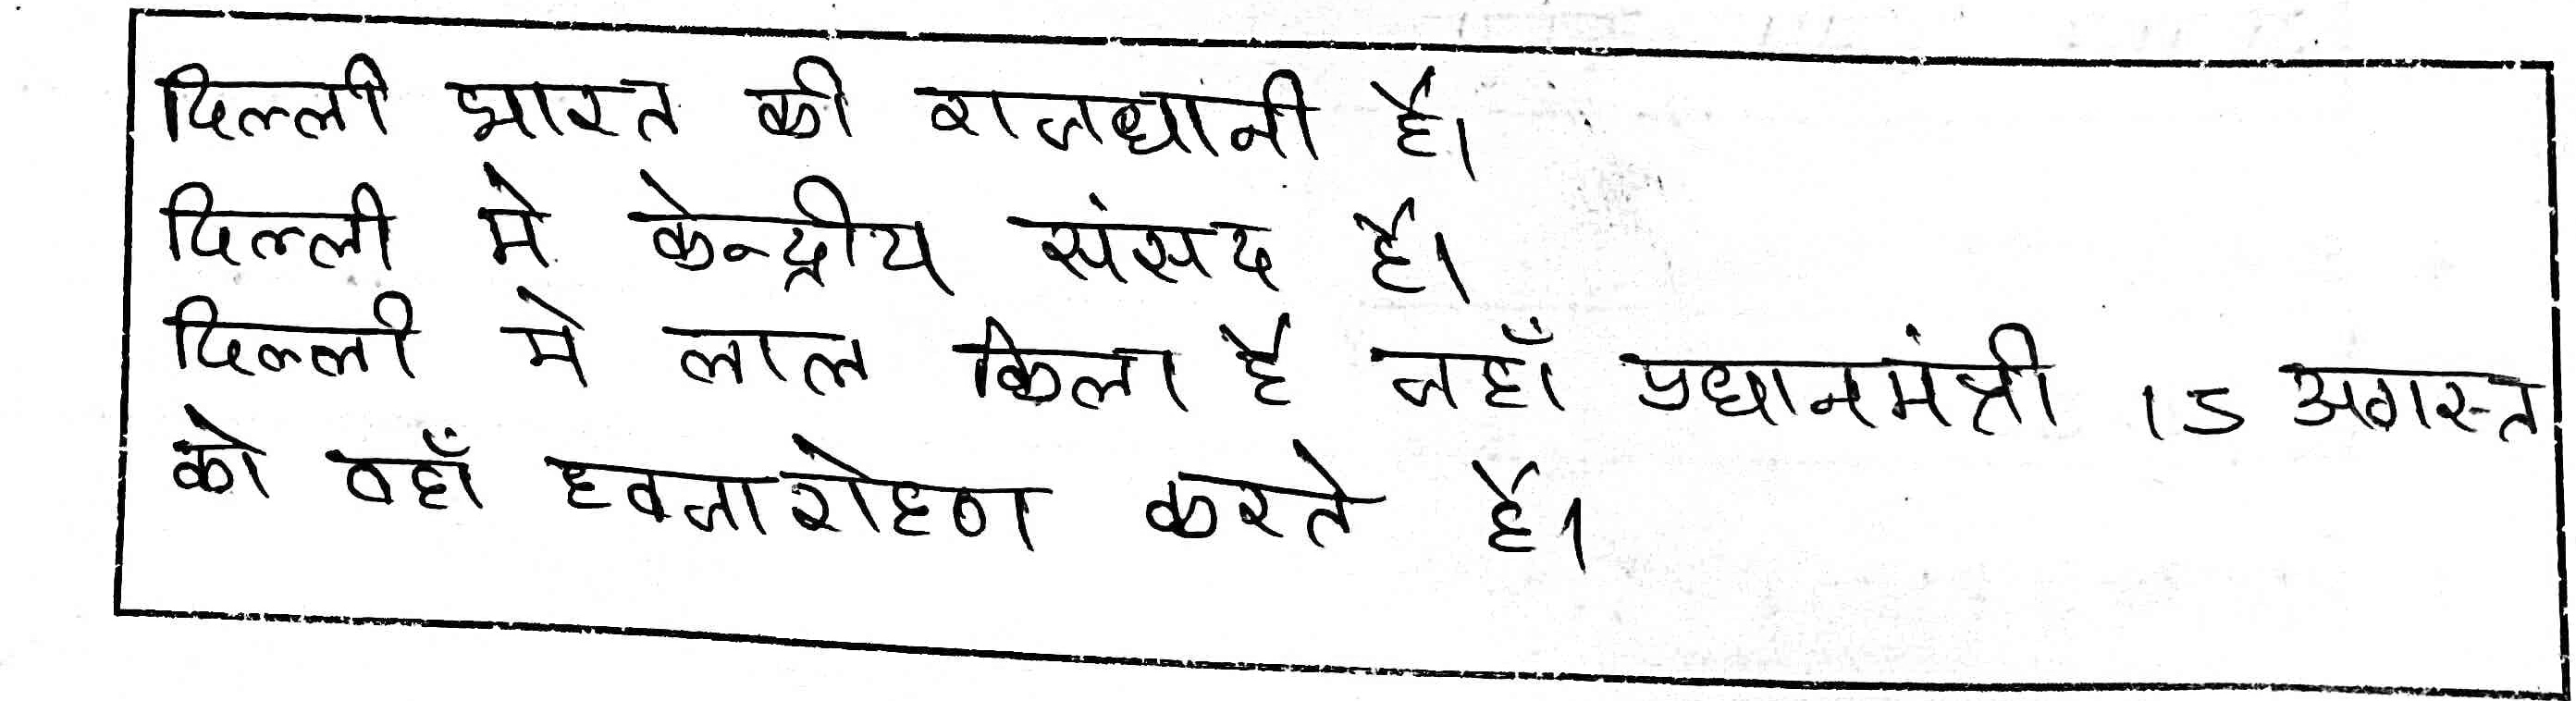 दिल्ली भारत की राजधानी है।
दिल्ली मे केन्द्रीय संसद है।
दिल्ली मे लाल किला है जहाँ प्रधानमंत्री 15 अगस्त
को वहाँ ध्वजारोहण करते है।